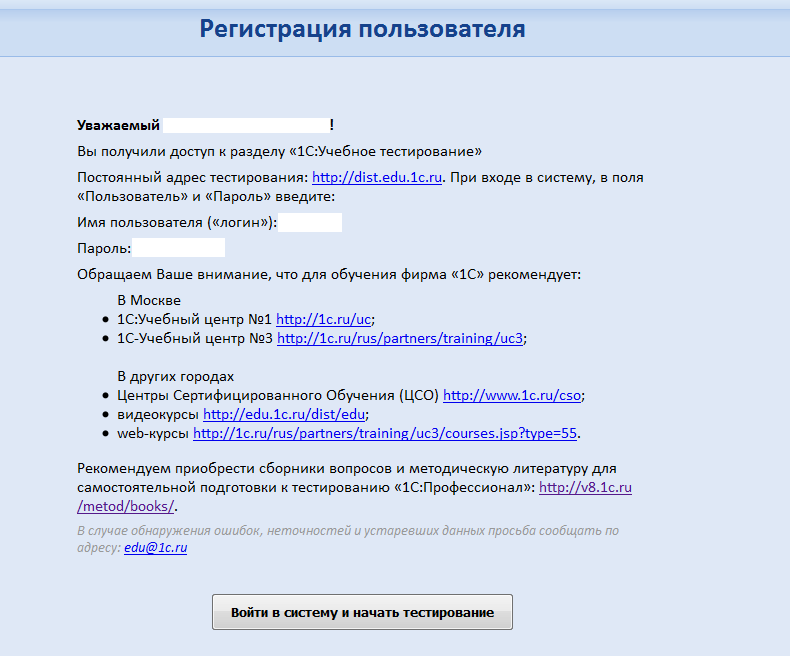 Регистрация пользователя
Уважаемый !
Вы получили доступ к разделу «1С:Учебное тестирование»
Постоянный адрес тестирования: http://dist.edu.1c.ru. При входе в систему, в поля
«Пользователь» и «Пароль» введите:
Имя пользователя («логин»):
Пароль:
Обращаем Ваше внимание, что для обучения фирма «1С» рекомендует:
В Москве
• 1С:Учебный центр №1 http://1c.ru/uc;
• 1С-Учебный центр №3 http://1c.ru/rus/partners/training/uc3;
В других городах
• Центры Сертифицированного Обучения (ЦСО) http://www.1c.ru/cso;
• видеокурсы http://edu.1c.ru/dist/edu;
• web-курсы http://1c.ru/rus/partners/training/uc3/courses.jsp?type=55.
Рекомендуем приобрести сборники вопросов и методическую литературу для
самостоятельной подготовки к тестированию «1С:Профессионал»: http://v8.1c.ru
/metod/books/.
В случае обнаружения ошибок, неточностей и устаревших данных просьба сообщать по
адресу: edu@1c.ru
Войти в систему и начать тестирование